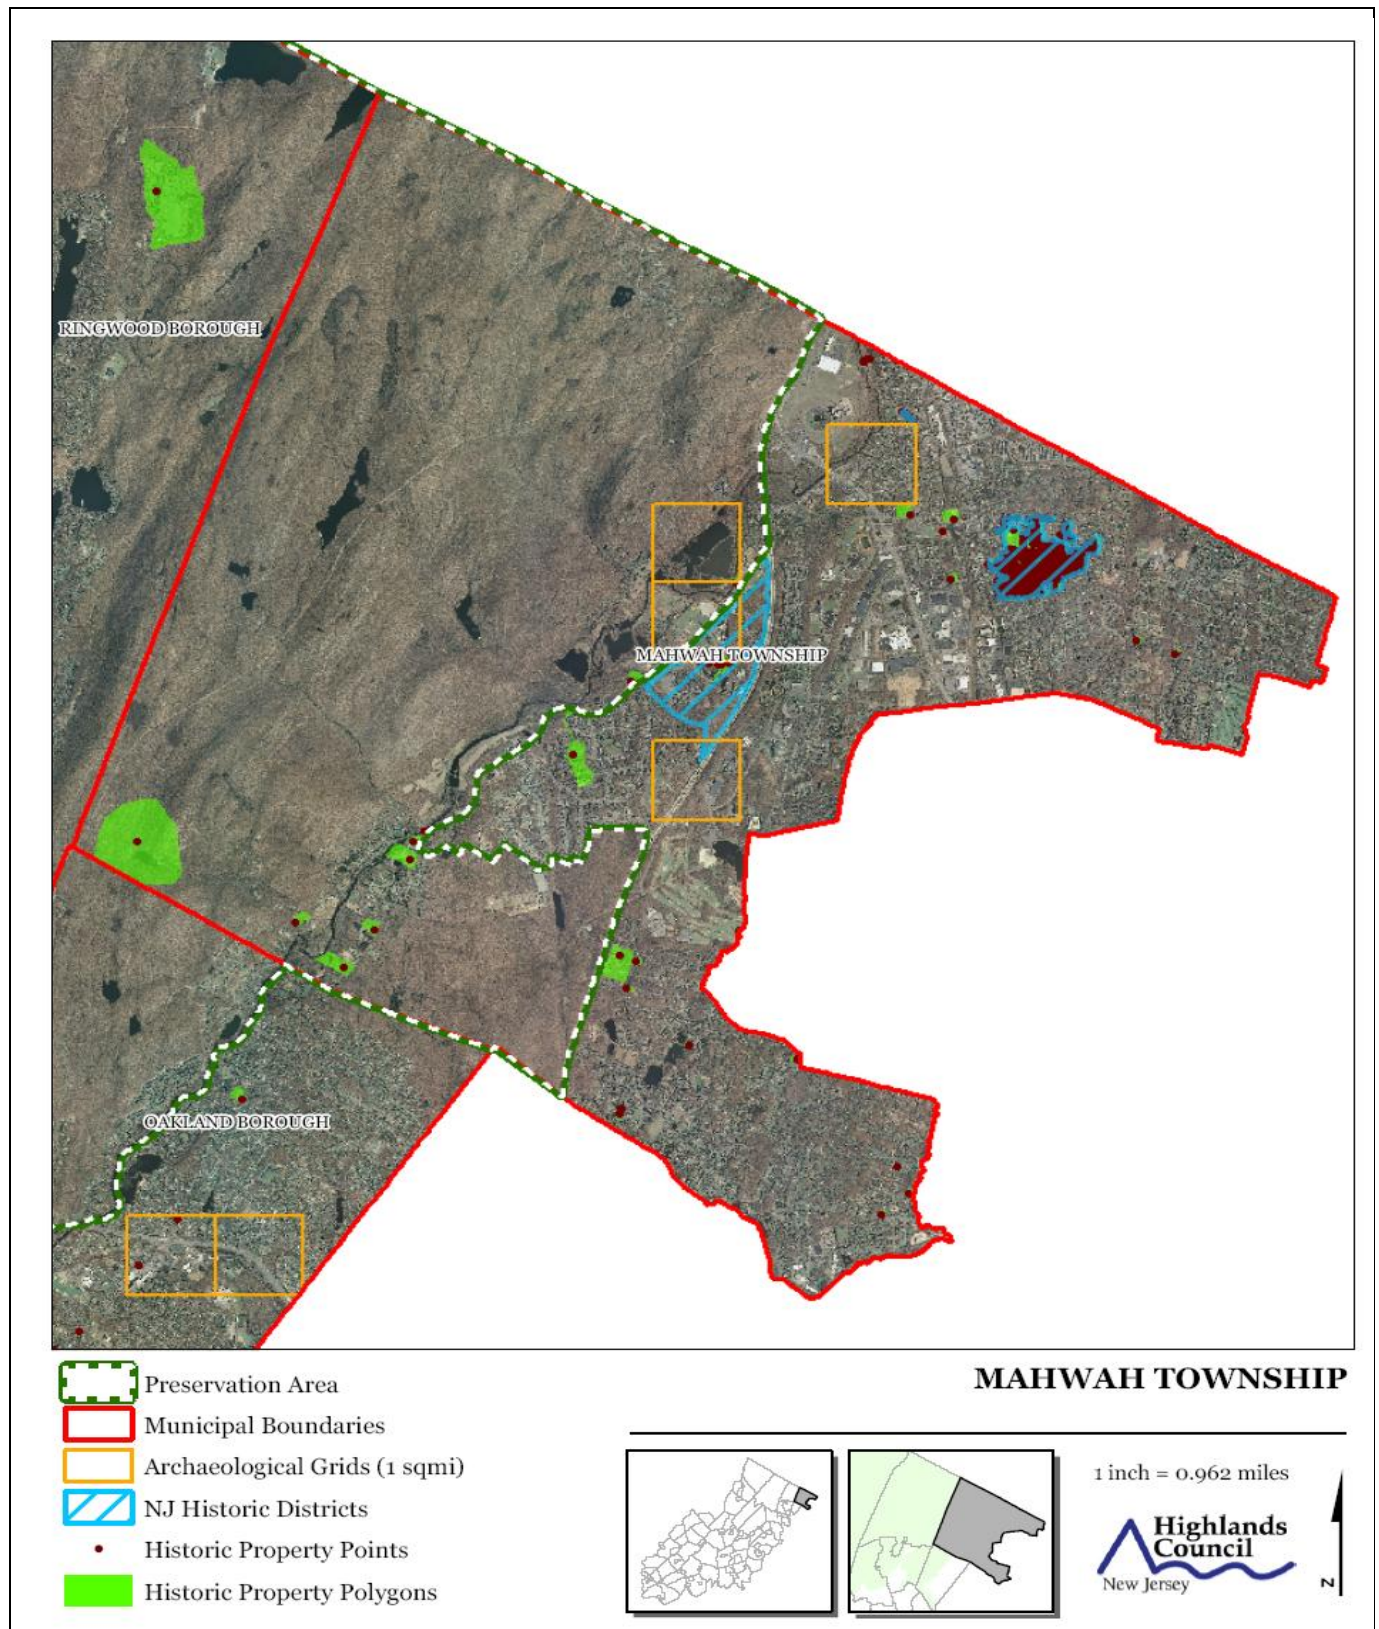 RINGWOOD BOROUGH
MAHWAH TOWNSHIP
OAKLAND BOROUGH
Preservation Area
Municipal Boundaries
Archaeological Grids (1 sqmi)
NJ Historic Districts
Historic Property Points
Historic Property Polygons
MAHWAH TOWNSHIP
1 inch = 0.962 miles
Highlands
Council
New Jersey
N